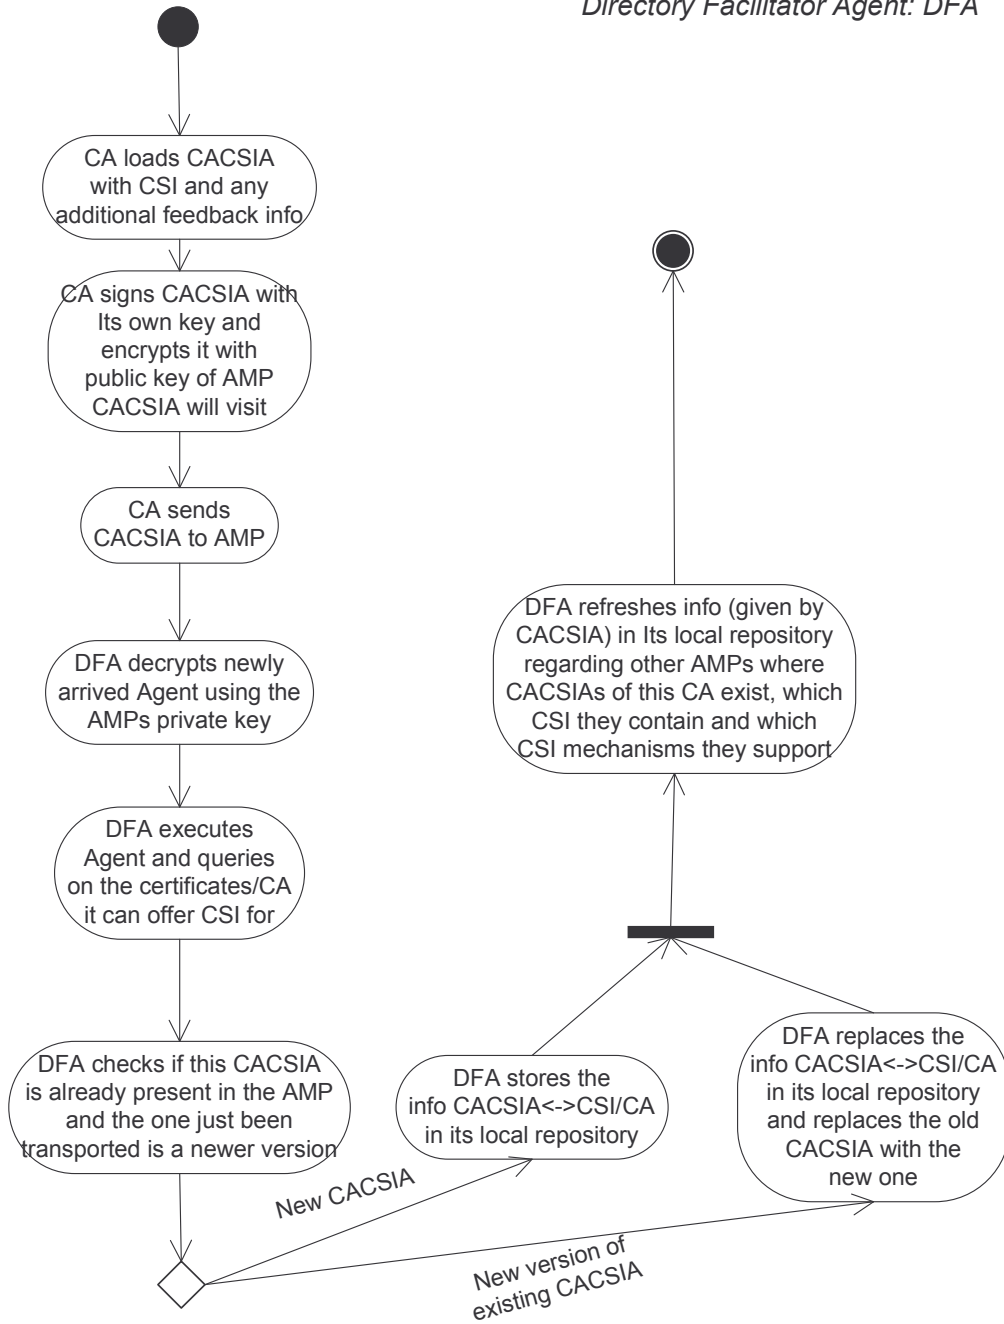 Directory Facilitator Agent: DFA
CA loads CACSIA
with CSI and any
additional feedback info
CA signs CACSIA with
Its own key and
encrypts it with
public key of AMP
CACSIA will visit
CA sends
CACSIA to AMP
DFA decrypts newly
arrived Agent using the
AMPs private key
DFA executes
Agent and queries
on the certificates/CA
it can offer CSI for
DFA checks if this CACSIA
is already present in the AMP
and the one just been
transported is a newer version
New CACSIA
New version of
existing CACSIA
DFA stores the
info CACSIA<->CSI/CA
in its local repository
DFA replaces the
info CACSIA<->CSI/CA
in its local repository
and replaces the old
CACSIA with the
new one
DFA refreshes info (given by
CACSIA) in Its local repository
regarding other AMPs where
CACSIAs of this CA exist, which
CSI they contain and which
CSI mechanisms they support